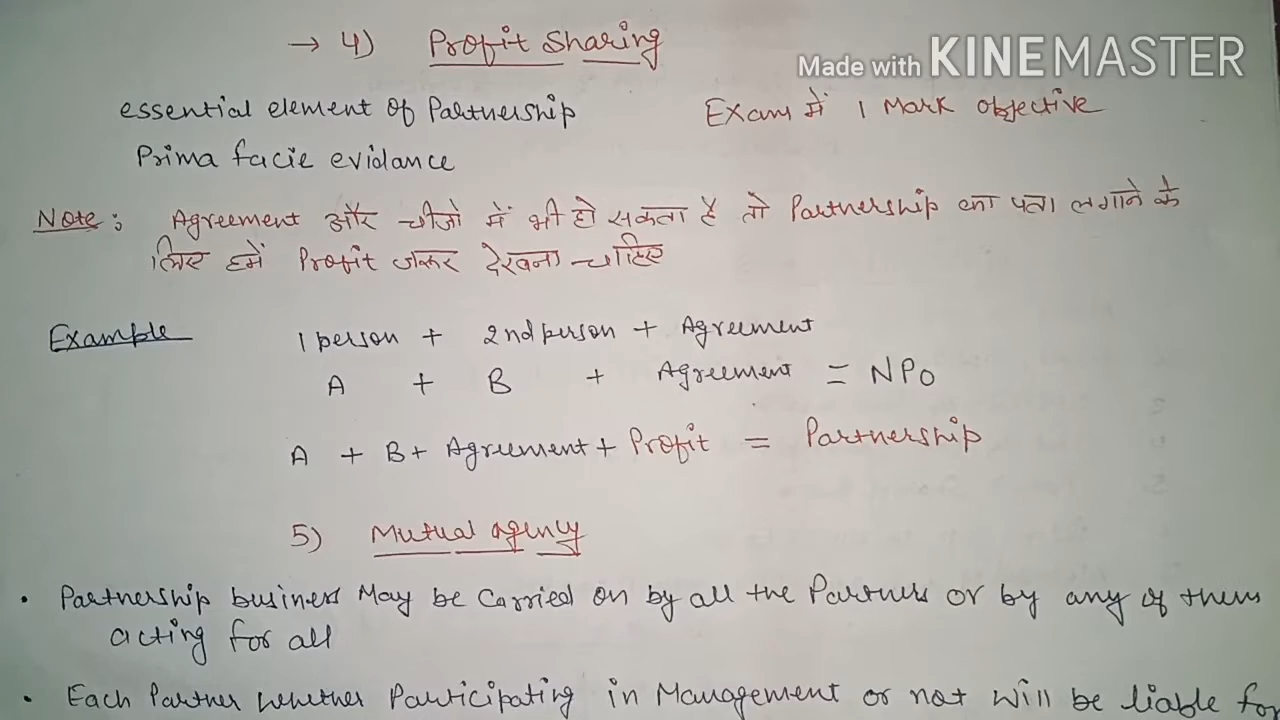 → 4) Profit Sharing
Made with KINEMASTER
essential element of Partnership
Exam में 1 Mark objective
Prima facie evidance
Note: Agreement और चीजो में भी हो सकता है तो Partnership का पता लगाने के
लिए हमें Profit जरूर देखना चाहिए
Example 1 person + 2nd person + Agreement
A + B + Agreement = NPO
A + B + Agreement + Profit = Partnership
5) Mutual agency
• Partnership business May be Carried on by all the Partners or by any of them
acting for all
• Each Partner whether Participating in Management or not will be liable for